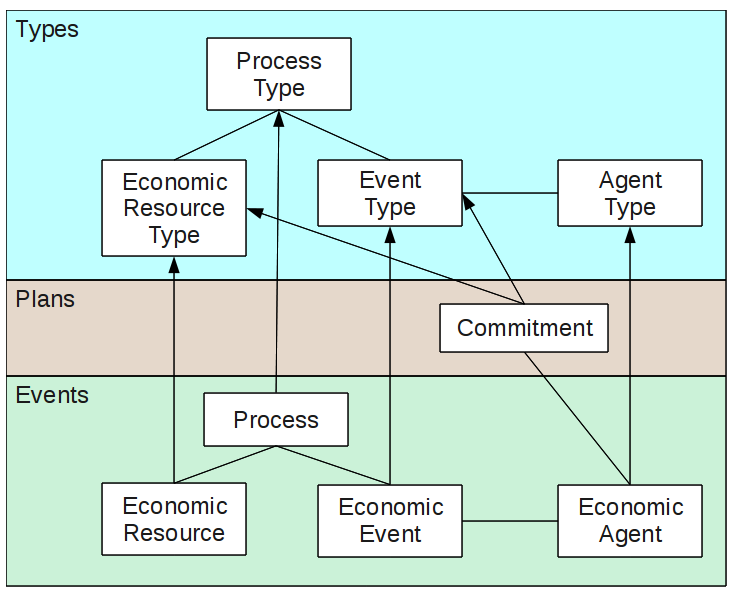 Types
Process
Type
Economic
Resource
Type
Event
Type
Agent
Type
Plans
Commitment
Events
Process
Economic
Resource
Economic
Event
Economic
Agent